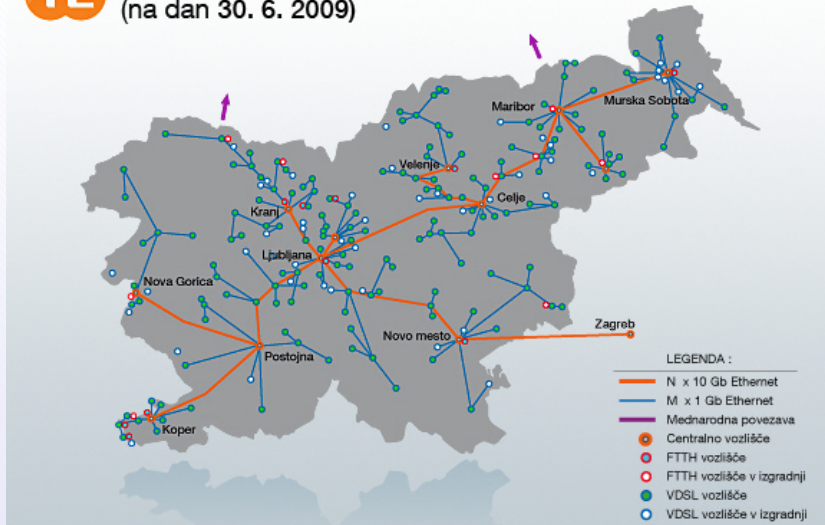 (na dan 30. 6. 2009)
Maribor
Murska Sobota
Velenje
Celje
Kranj
Ljubljana
Nova Gorica
Zagreb
Novo mesto
Postojna
Koper
LEGENDA :
N x 10 Gb Ethernet
M x 1 Gb Ethernet
Mednarodna povezava
Centralno vozlišče
FTTH vozlišče
FTTH vozlišče v izgradnji
VDSL vozlišče
VDSL vozlišče v izgradnji